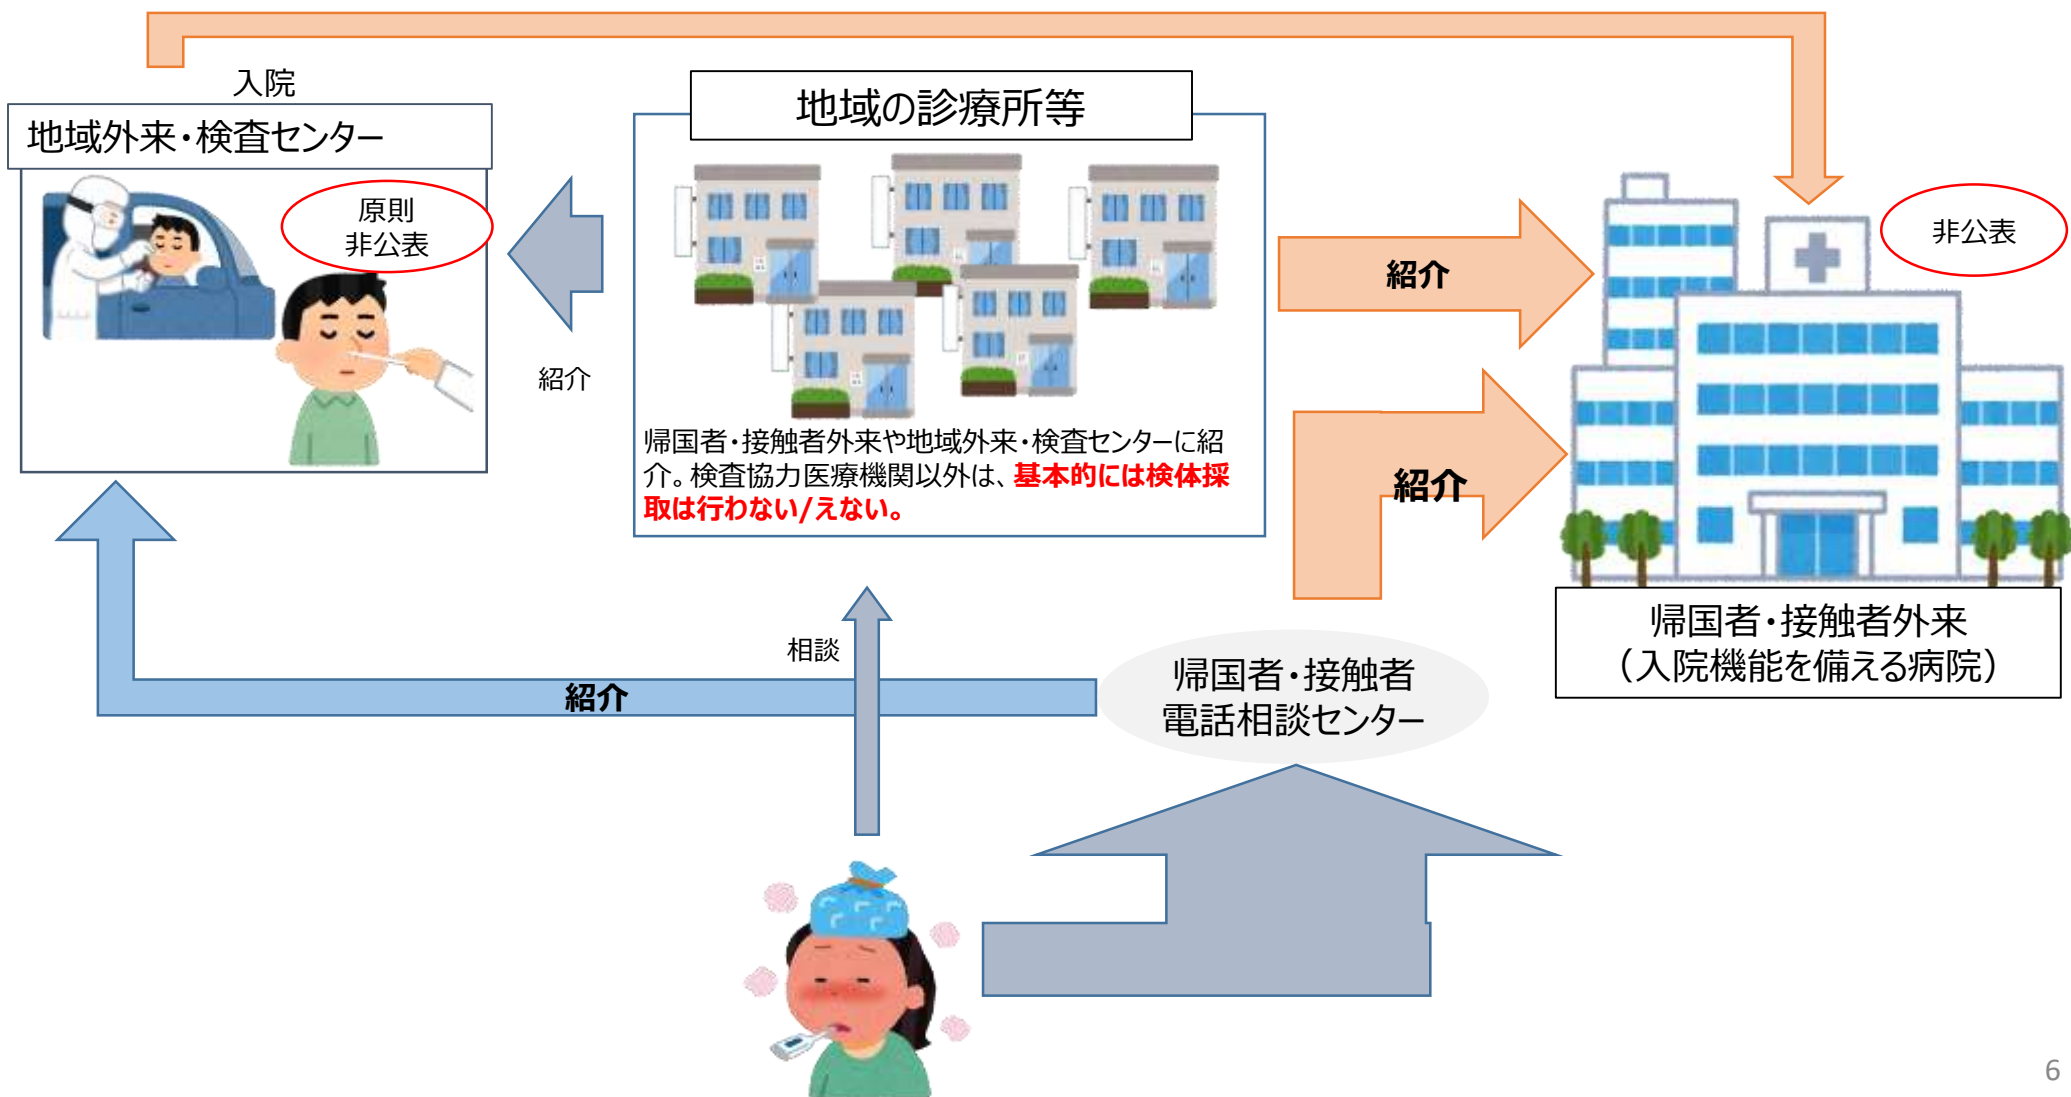 入院
地域外来・検査センター
原則
非公表
紹介
地域の診療所等
帰国者・接触者外来や地域外来・検査センターに紹
介。検査協力医療機関以外は、基本的には検体採
取は行わない/えない。
紹介
非公表
紹介
帰国者・接触者外来
（入院機能を備える病院）
相談
紹介
帰国者・接触者
電話相談センター
6